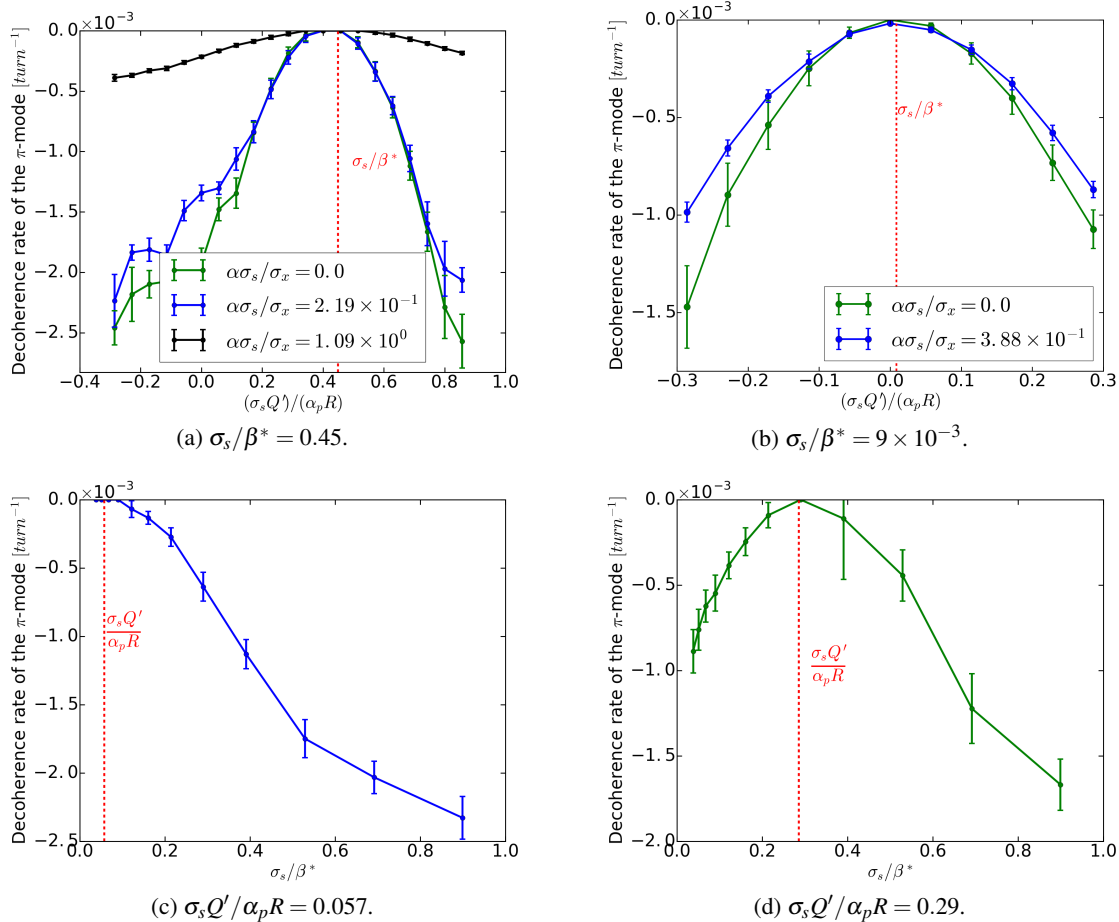 ×10⁻³
Decoherence rate of the π-mode [turn⁻¹]
0.0
−0.5
−1.0
−1.5
−2.0
−2.5
σₛ/β*
ασₛ/σₓ = 0.0
ασₛ/σₓ = 2.19 × 10⁻¹
ασₛ/σₓ = 1.09 × 10⁰
−0.4 −0.2 0.0 0.2 0.4 0.6 0.8 1.0
(σₛQ′)/(αₚR)
(a) σₛ/β* = 0.45.
×10⁻³
Decoherence rate of the π-mode [turn⁻¹]
0.0
−0.5
−1.0
−1.5
σₛ/β*
ασₛ/σₓ = 0.0
ασₛ/σₓ = 3.88 × 10⁻¹
−0.3 −0.2 −0.1 0.0 0.1 0.2 0.3
(σₛQ′)/(αₚR)
(b) σₛ/β* = 9 × 10⁻³.
×10⁻³
Decoherence rate of the π-mode [turn⁻¹]
0.0
−0.5
−1.0
−1.5
−2.0
−2.5
σₛQ′
αₚR
0.0 0.2 0.4 0.6 0.8 1.0
σₛ/β*
(c) σₛQ′/αₚR = 0.057.
×10⁻³
Decoherence rate of the π-mode [turn⁻¹]
0.0
−0.5
−1.0
−1.5
−2.0
σₛQ′
αₚR
0.0 0.2 0.4 0.6 0.8 1.0
σₛ/β*
(d) σₛQ′/αₚR = 0.29.